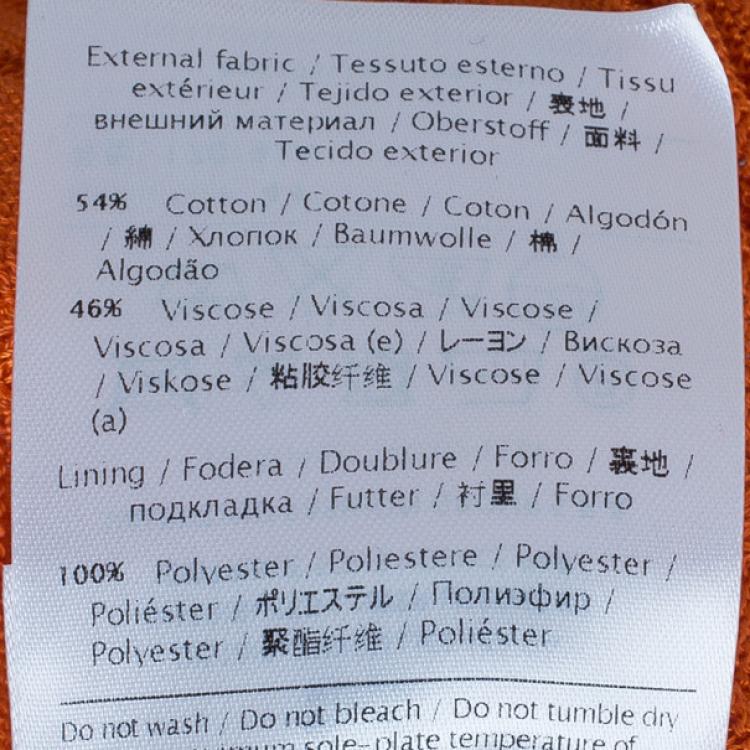 External fabric / Tessuto esterno / Tissu
extérieur / Tejido exterior / 表地 /
внешний материал / Oberstoff / 面料 /
Tecido exterior
54% Cotton / Cotone / Coton / Algodón
/ 綿 / Хлопок / Baumwolle / 棉 /
Algodão
46% Viscose / Viscosa / Viscose /
Viscosa / Viscosa (e) / レーヨン / Вискоза
/ Viskose / 粘胶纤维 / Viscose / Viscose
(a)
Lining / Fodera / Doublure / Forro / 裏地 /
подкладка / Futter / 衬里 / Forro
100% Polyester / Poliestere / Polyester /
Poliéster / ポリエステル / Полиэфир /
Polyester / 聚酯纤维 / Poliéster
Do not wash / Do not bleach / Do not tumble dry
sole-plate temperature of